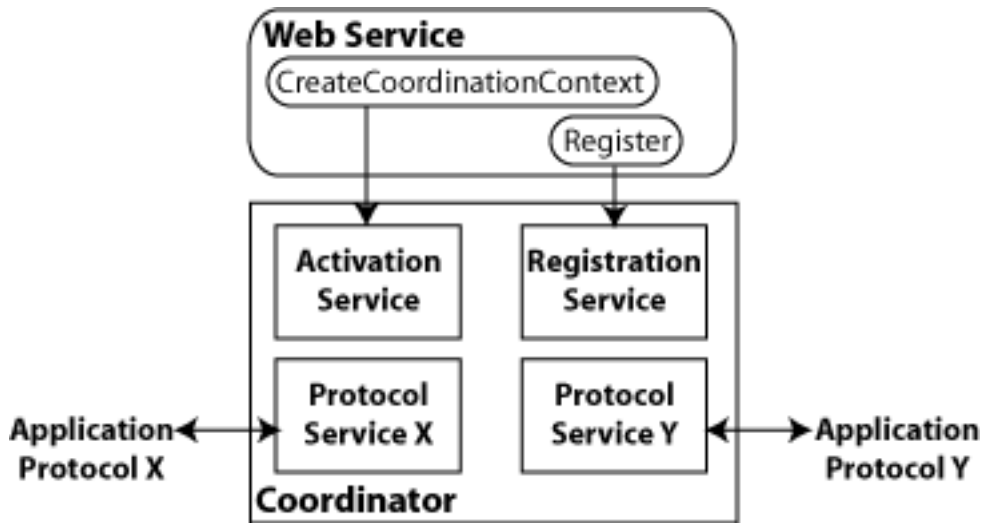 Web Service
CreateCoordinationContext
Register
Activation
Service
Registration
Service
Protocol
Service X
Protocol
Service Y
Application
Protocol X
Application
Protocol Y
Coordinator